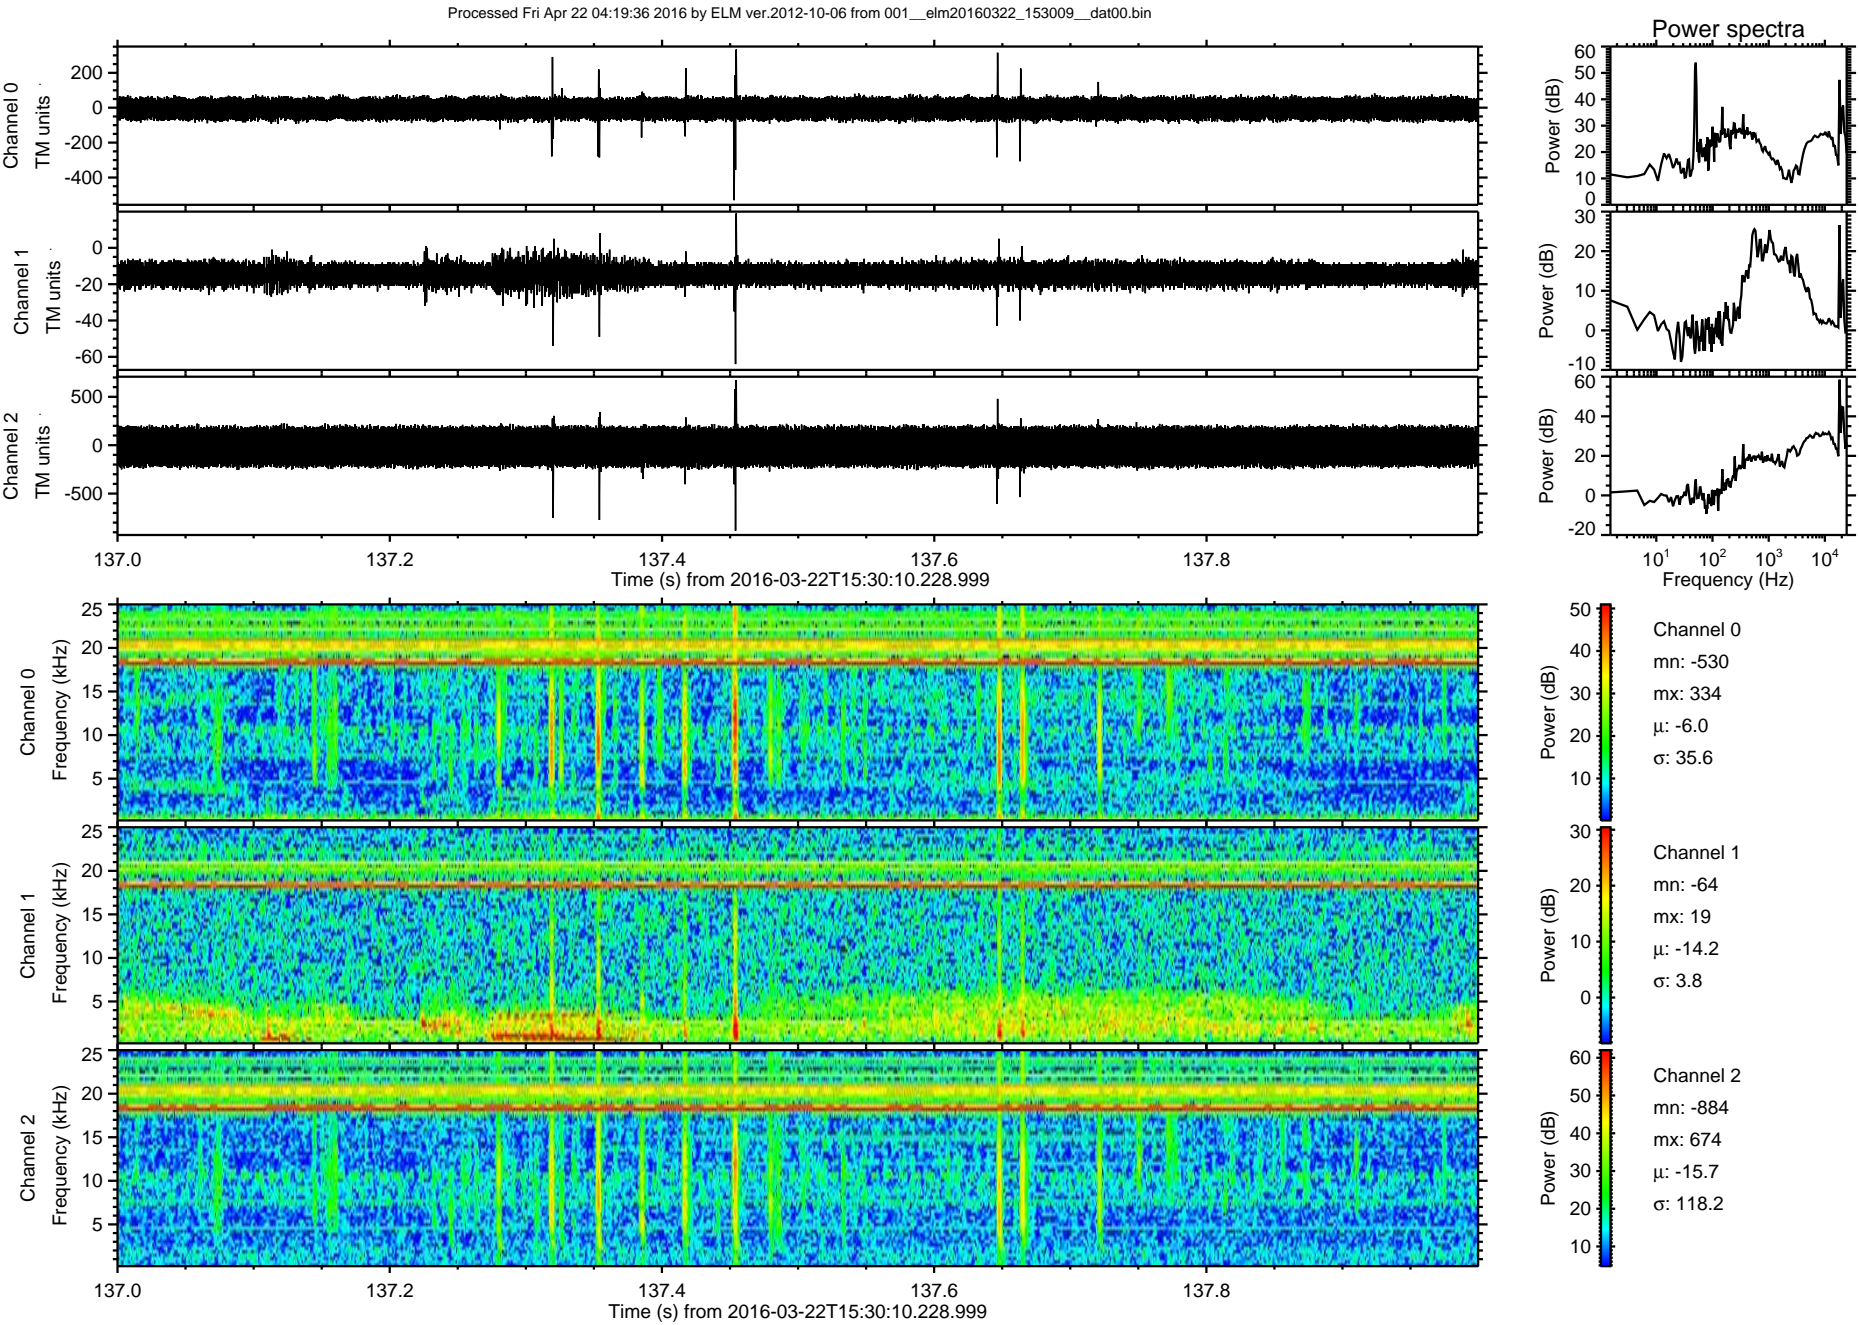 Processed Fri Apr 22 04:19:36 2016 by ELM ver.2012-10-06 from 001__elm20160322_153009__dat00.bin
Power spectra
Channel 0
TM units
200
0
-200
-400
Power (dB)
60
50
40
30
20
10
0
Channel 1
TM units
0
-20
-40
-60
Power (dB)
30
20
10
0
-10
Channel 2
TM units
500
0
-500
Power (dB)
60
40
20
0
-20
137.0 137.2 137.4 137.6 137.8
Time (s) from 2016-03-22T15:30:10.228.999
10¹ 10² 10³ 10⁴
Frequency (Hz)
Channel 0
Frequency (kHz)
25
20
15
10
5
Power (dB)
50
40
30
20
10
Channel 0
mn: -530
mx: 334
μ: -6.0
σ: 35.6
Channel 1
Frequency (kHz)
25
20
15
10
5
Power (dB)
30
20
10
0
Channel 1
mn: -64
mx: 19
μ: -14.2
σ: 3.8
Channel 2
Frequency (kHz)
25
20
15
10
5
Power (dB)
60
50
40
30
20
10
Channel 2
mn: -884
mx: 674
μ: -15.7
σ: 118.2
137.0 137.2 137.4 137.6 137.8
Time (s) from 2016-03-22T15:30:10.228.999